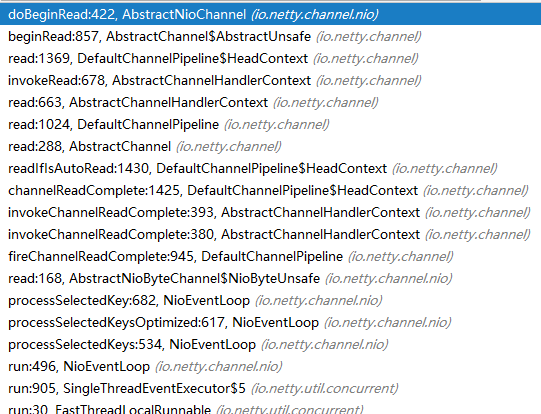 doBeginRead:422, AbstractNioChannel (io.netty.channel.nio)
beginRead:857, AbstractChannel$AbstractUnsafe (io.netty.channel)
read:1369, DefaultChannelPipeline$HeadContext (io.netty.channel)
invokeRead:678, AbstractChannelHandlerContext (io.netty.channel)
read:663, AbstractChannelHandlerContext (io.netty.channel)
read:1024, DefaultChannelPipeline (io.netty.channel)
read:288, AbstractChannel (io.netty.channel)
readIfIsAutoRead:1430, DefaultChannelPipeline$HeadContext (io.netty.channel)
channelReadComplete:1425, DefaultChannelPipeline$HeadContext (io.netty.channel)
invokeChannelReadComplete:393, AbstractChannelHandlerContext (io.netty.channel)
invokeChannelReadComplete:380, AbstractChannelHandlerContext (io.netty.channel)
fireChannelReadComplete:945, DefaultChannelPipeline (io.netty.channel)
read:168, AbstractNioByteChannel$NioByteUnsafe (io.netty.channel.nio)
processSelectedKey:682, NioEventLoop (io.netty.channel.nio)
processSelectedKeysOptimized:617, NioEventLoop (io.netty.channel.nio)
processSelectedKeys:534, NioEventLoop (io.netty.channel.nio)
run:496, NioEventLoop (io.netty.channel.nio)
run:905, SingleThreadEventExecutor$5 (io.netty.util.concurrent)
run:30, FastThreadLocalRunnable (io.netty.util.concurrent)